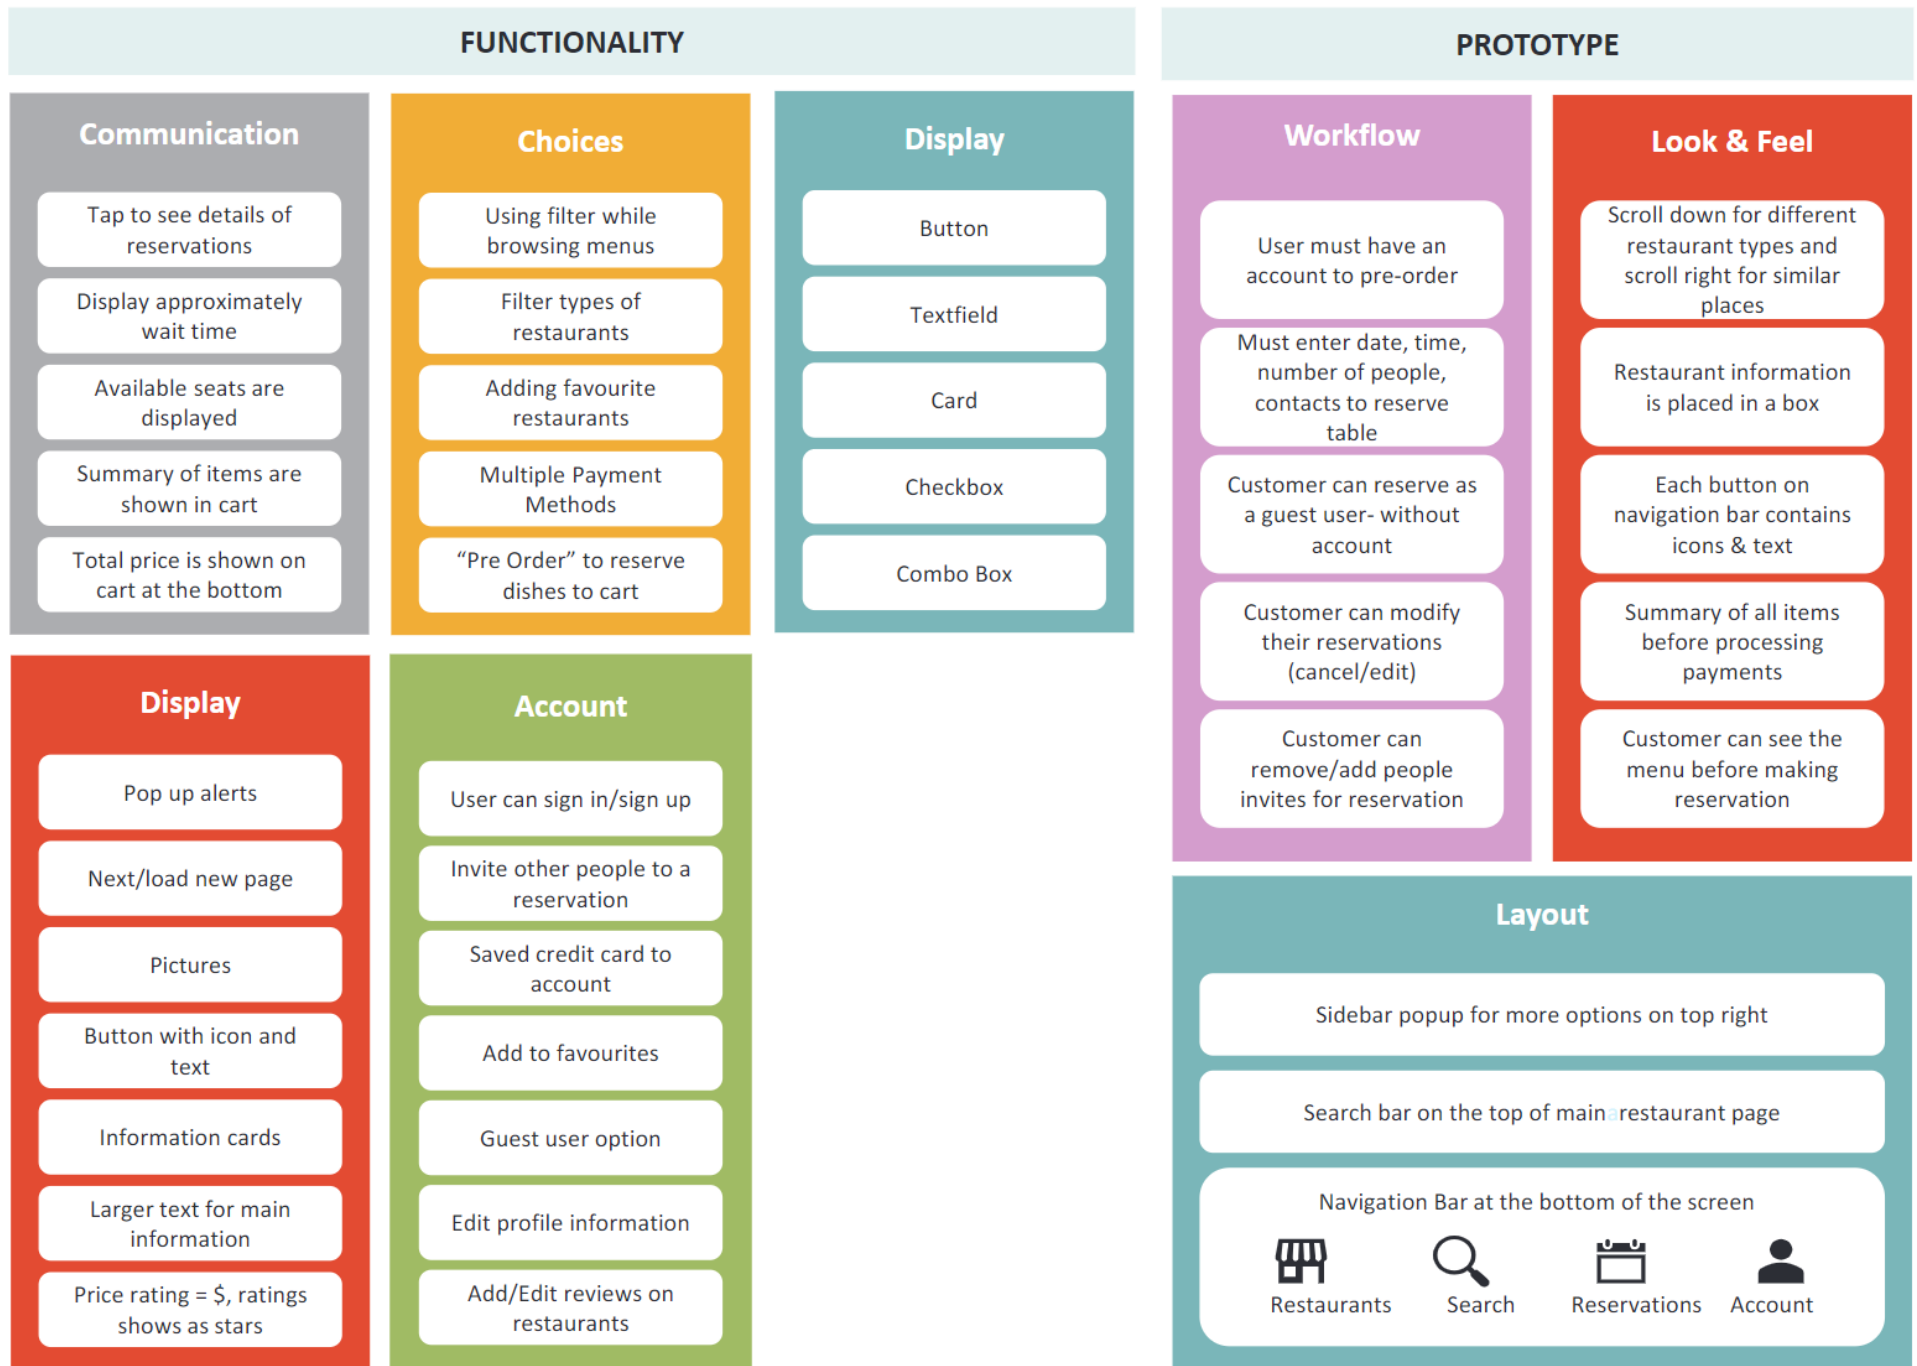 FUNCTIONALITY
Communication
Tap to see details of
reservations
Display approximately
wait time
Available seats are
displayed
Summary of items are
shown in cart
Total price is shown on
cart at the bottom
Choices
Using filter while
browsing menus
Filter types of
restaurants
Adding favourite
restaurants
Multiple Payment
Methods
“Pre Order” to reserve
dishes to cart
Display
Button
Textfield
Card
Checkbox
Combo Box
Display
Pop up alerts
Next/load new page
Pictures
Button with icon and
text
Information cards
Larger text for main
information
Price rating = $, ratings
shows as stars
Account
User can sign in/sign up
Invite other people to a
reservation
Saved credit card to
account
Add to favourites
Guest user option
Edit profile information
Add/Edit reviews on
restaurants
PROTOTYPE
Workflow
User must have an
account to pre-order
Must enter date, time,
number of people,
contacts to reserve
table
Customer can reserve as
a guest user- without
account
Customer can modify
their reservations
(cancel/edit)
Customer can
remove/add people
invites for reservation
Look & Feel
Scroll down for different
restaurant types and
scroll right for similar
places
Restaurant information
is placed in a box
Each button on
navigation bar contains
icons & text
Summary of all items
before processing
payments
Customer can see the
menu before making
reservation
Layout
Sidebar popup for more options on top right
Search bar on the top of main restaurant page
Navigation Bar at the bottom of the screen
Restaurants Search Reservations Account